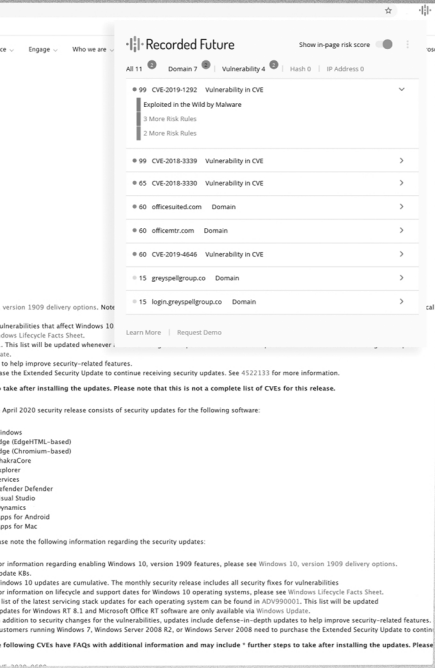 ce
Engage
Who we are
Recorded Future
Show in-page risk score
All 11 2 Domain 7 2 Vulnerability 4 2 Hash 0 IP Address 0
99 CVE-2019-1292 Vulnerability in CVE
Exploited in the Wild by Malware
3 More Risk Rules
2 More Risk Rules
99 CVE-2018-3339 Vulnerability in CVE
65 CVE-2018-3330 Vulnerability in CVE
60 officesuited.com Domain
60 officemtr.com Domain
60 CVE-2019-4646 Vulnerability in CVE
15 greyspellgroup.co Domain
15 login.greyspellgroup.co Domain
Learn More Request Demo
version 1909 delivery options. Note
cal
ulnerabilities that affect Windows 10
dows Lifecycle Facts Sheet.
. This list will be updated whenever
ate.
to help improve security-related features.
ase the Extended Security Update to continue receiving security updates. See 4522133 for more information.
take after installing the updates. Please note that this is not a complete list of CVEs for this release.
April 2020 security release consists of security updates for the following software:
indows
dge (EdgeHTML-based)
dge (Chromium-based)
hakraCore
xplorer
ervices
efender Defender
sual Studio
ynamics
pps for Android
pps for Mac
ase note the following information regarding the security updates:
or information regarding enabling Windows 10, version 1909 features, please see Windows 10, version 1909 delivery options.
pdate KBs.
indows 10 updates are cumulative. The monthly security release includes all security fixes for vulnerabilities
or information on lifecycle and support dates for Windows 10 operating systems, please see Windows Lifecycle Facts Sheet.
list of the latest servicing stack updates for each operating system can be found in ADV990001. This list will be updated
pdates for Windows RT 8.1 and Microsoft Office RT software are only available via Windows Update.
addition to security changes for the vulnerabilities, updates include defense-in-depth updates to help improve security-related features.
ustomers running Windows 7, Windows Server 2008 R2, or Windows Server 2008 need to purchase the Extended Security Update to contin
e following CVEs have FAQs with additional information and may include * further steps to take after installing the updates. Please